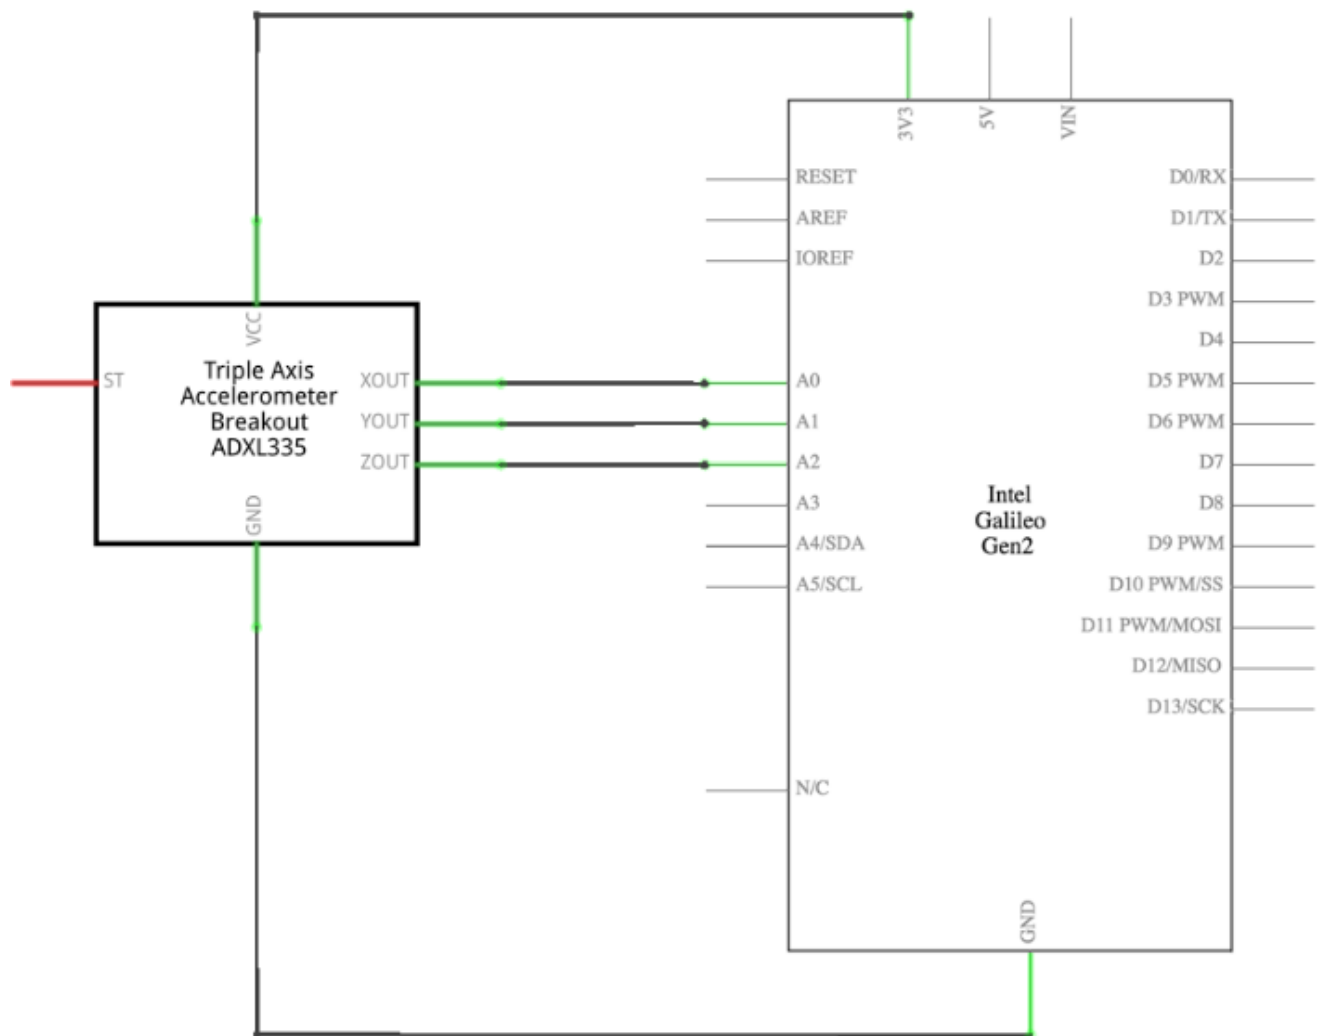 3V3
5V
VIN
RESET
AREF
IOREF
A0
A1
A2
A3
A4/SDA
A5/SCL
N/C
D0/RX
D1/TX
D2
D3 PWM
D4
D5 PWM
D6 PWM
D7
D8
D9 PWM
D10 PWM/SS
D11 PWM/MOSI
D12/MISO
D13/SCK
Intel
Galileo
Gen2
GND
VCC
ST
Triple Axis
Accelerometer
Breakout
ADXL335
XOUT
YOUT
ZOUT
GND